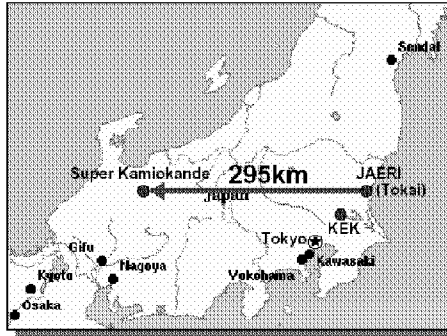 Sendai
295km
Super Kamiokande
JAERI
(Tokai)
Japan
KEK
Tokyo
Kawasaki
Yokohama
Gifu
Nagoya
Kyoto
Osaka